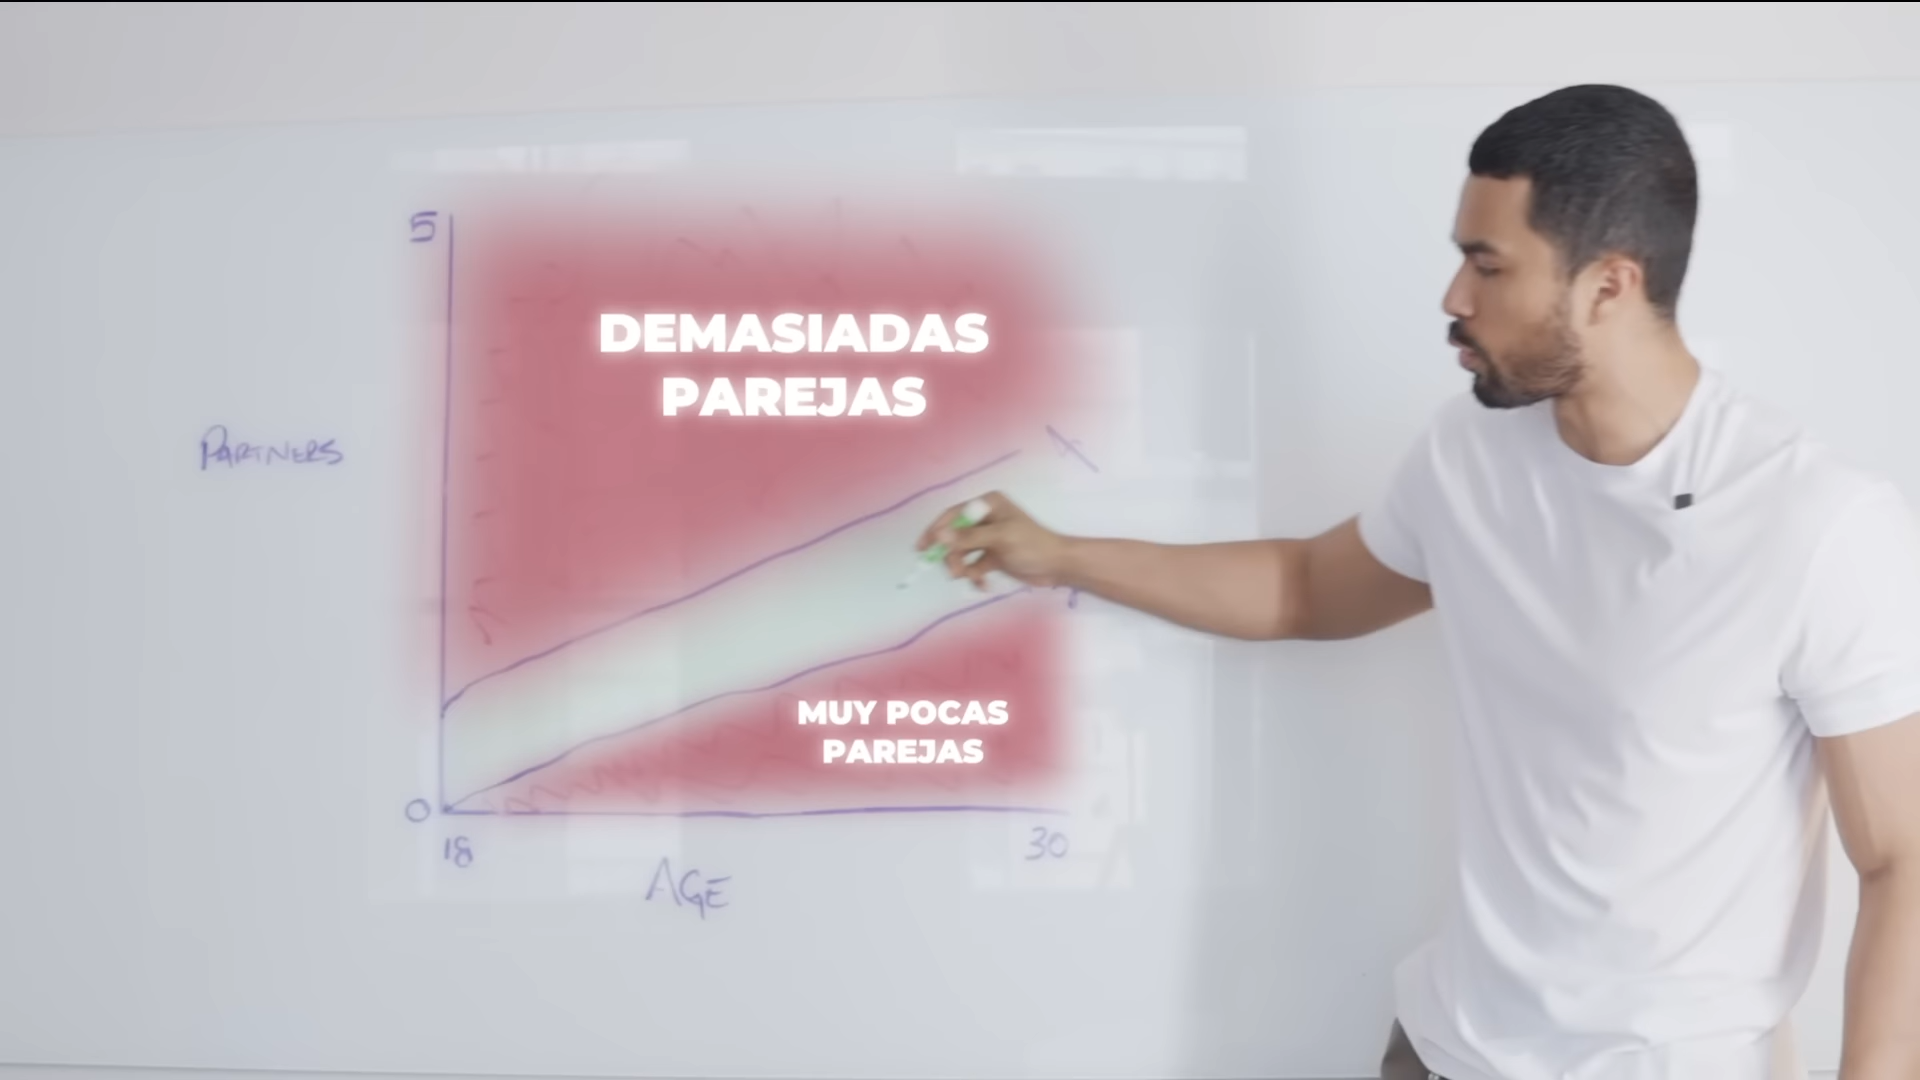 5
DEMASIADAS
PAREJAS
PARTNERS
MUY POCAS
PAREJAS
0
18
30
AGE